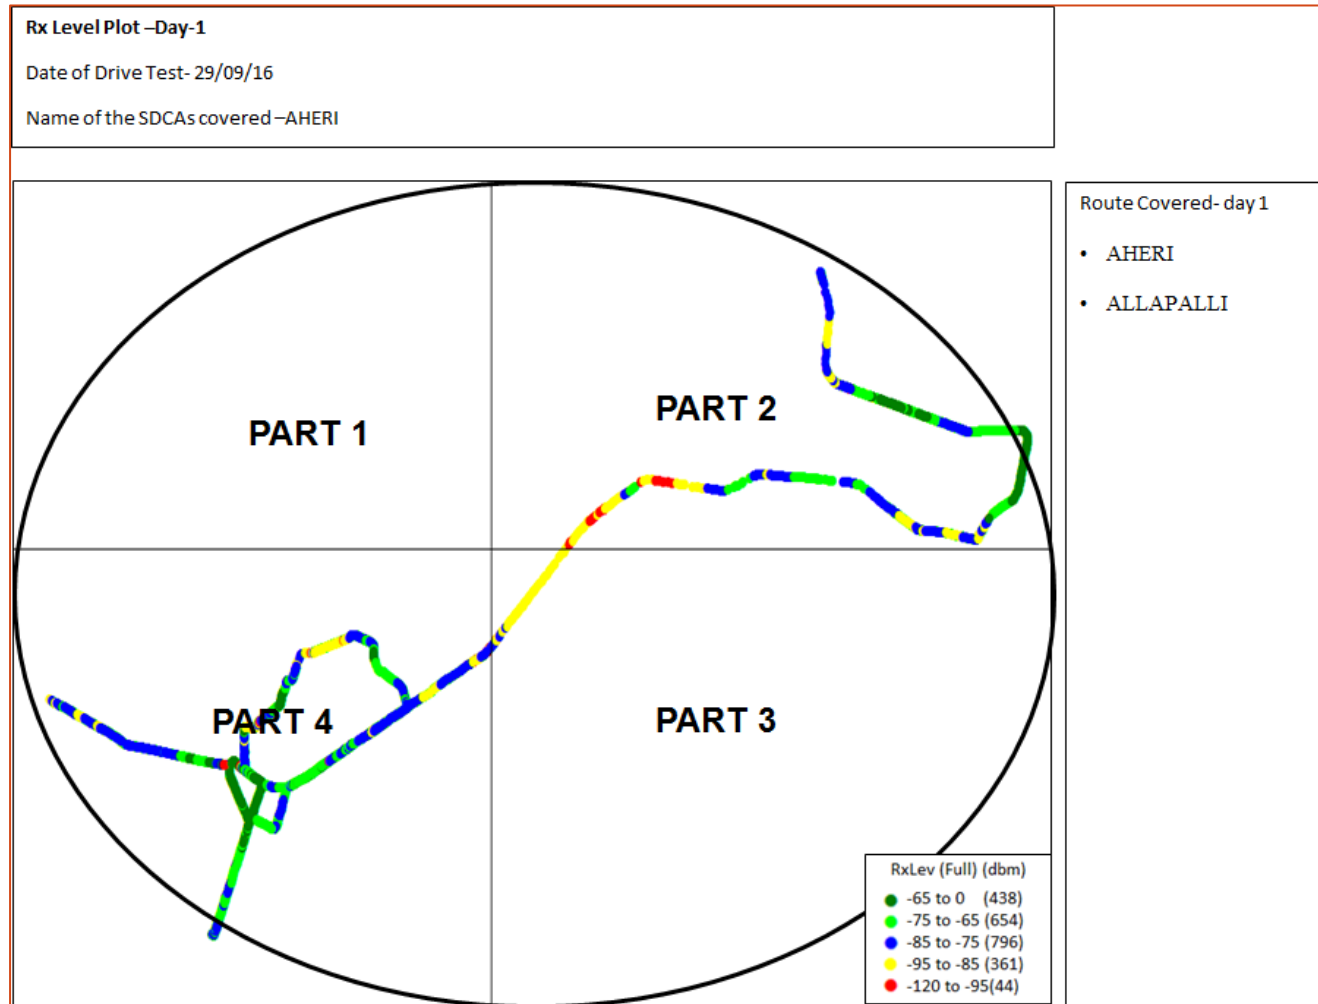 Rx Level Plot –Day-1
Date of Drive Test- 29/09/16
Name of the SDCAs covered –AHERI
Route Covered- day 1
• AHERI
• ALLAPALLI
PART 1
PART 2
PART 4
PART 3
RxLev (Full) (dbm)
-65 to 0 (438)
-75 to -65 (654)
-85 to -75 (796)
-95 to -85 (361)
-120 to -95(44)